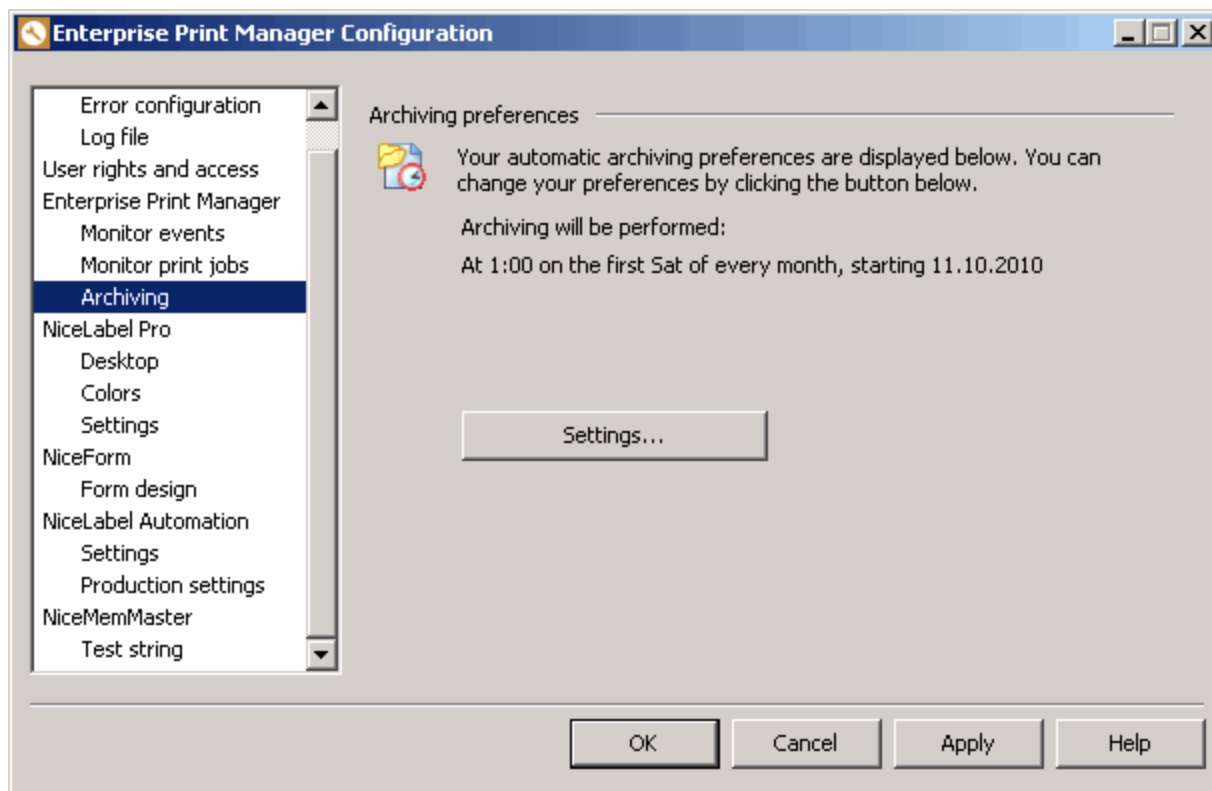 Enterprise Print Manager Configuration
Error configuration
Log file
User rights and access
Enterprise Print Manager
Monitor events
Monitor print jobs
Archiving
NiceLabel Pro
Desktop
Colors
Settings
NiceForm
Form design
NiceLabel Automation
Settings
Production settings
NiceMemMaster
Test string
Archiving preferences
Your automatic archiving preferences are displayed below. You can
change your preferences by clicking the button below.
Archiving will be performed:
At 1:00 on the first Sat of every month, starting 11.10.2010
Settings...
OK
Cancel
Apply
Help